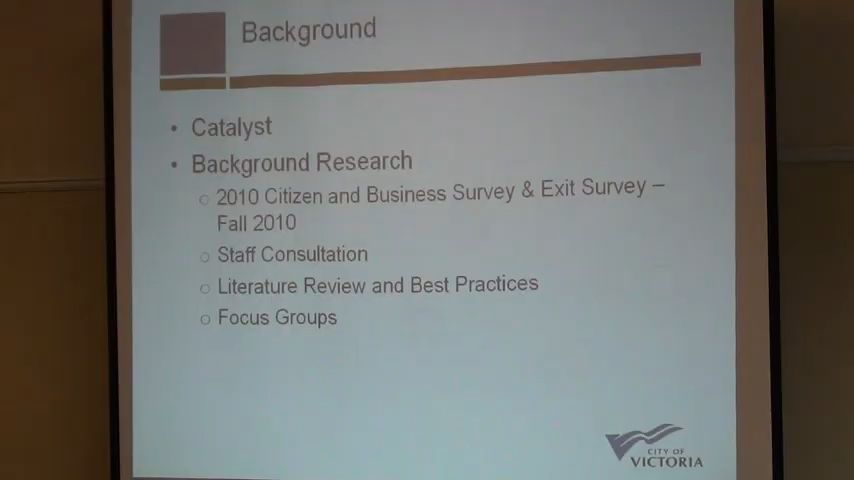 Background
• Catalyst
• Background Research
○ 2010 Citizen and Business Survey & Exit Survey –
Fall 2010
○ Staff Consultation
○ Literature Review and Best Practices
○ Focus Groups
CITY OF
VICTORIA